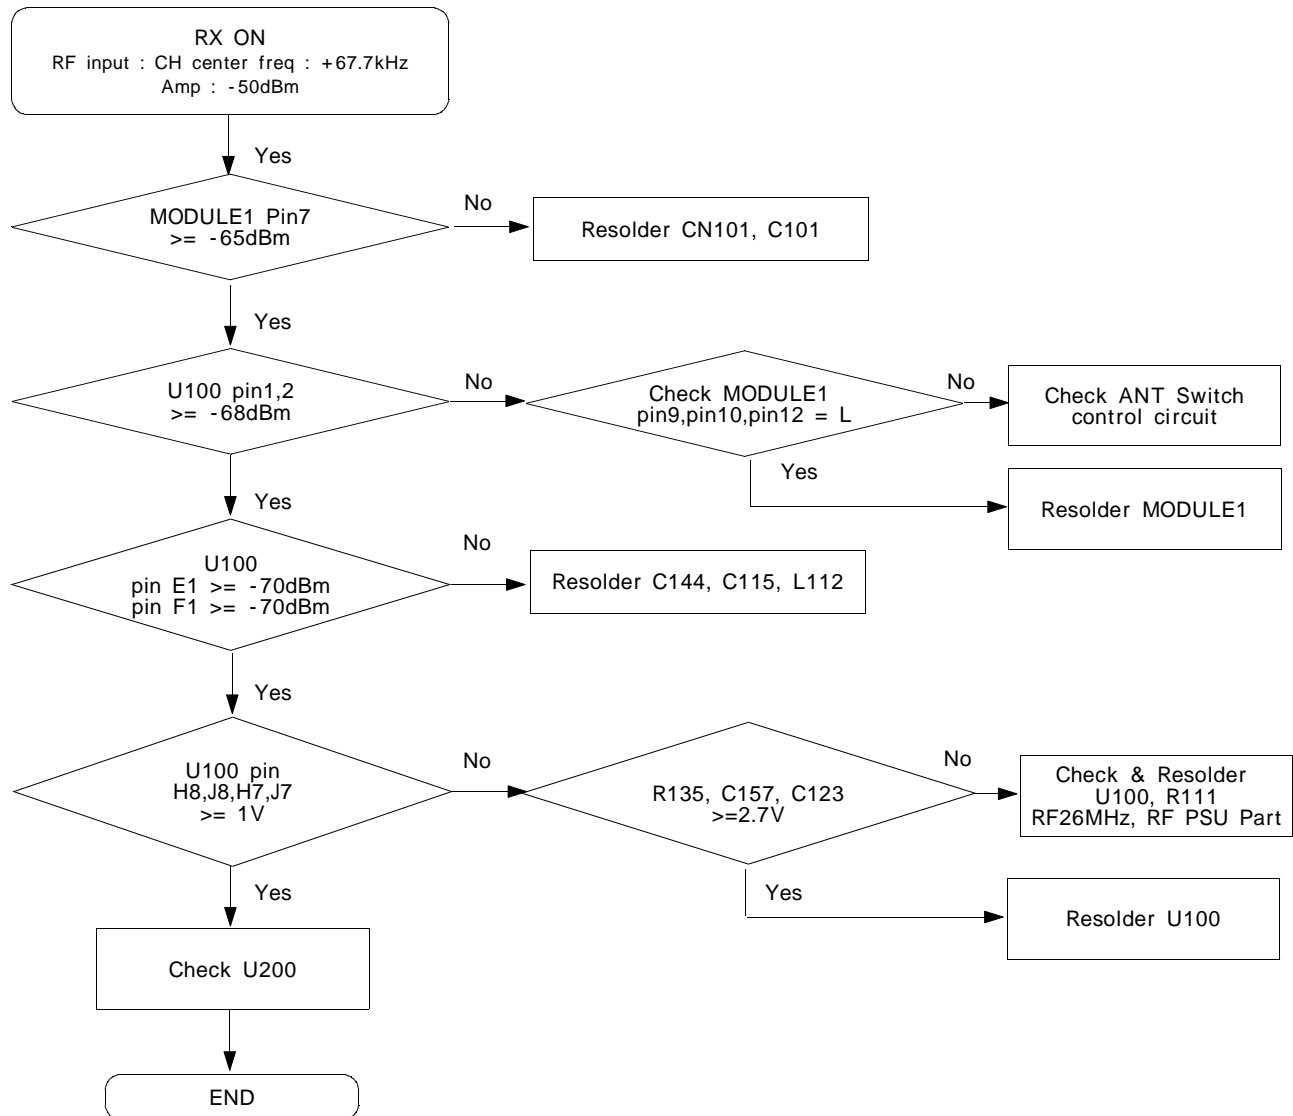 RX ON
RF input : CH center freq : +67.7kHz
Amp : -50dBm
Yes
MODULE1 Pin7
>= -65dBm
No
Resolder CN101, C101
Yes
U100 pin1,2
>= -68dBm
No
Check MODULE1
pin9,pin10,pin12 = L
No
Check ANT Switch
control circuit
Yes
Resolder MODULE1
Yes
U100
pin E1 >= -70dBm
pin F1 >= -70dBm
No
Resolder C144, C115, L112
Yes
U100 pin
H8,J8,H7,J7
>= 1V
No
R135, C157, C123
>=2.7V
No
Check & Resolder
U100, R111
RF26MHz, RF PSU Part
Yes
Resolder U100
Yes
Check U200
END